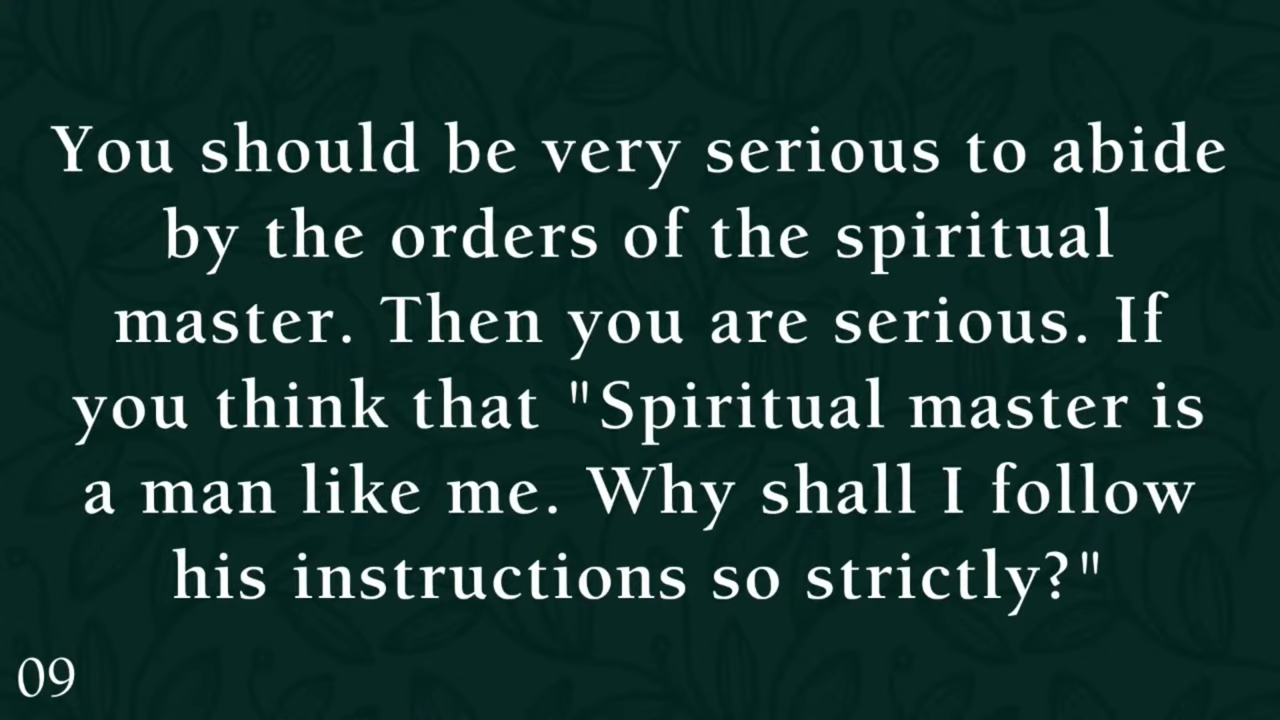 You should be very serious to abide
by the orders of the spiritual
master. Then you are serious. If
you think that "Spiritual master is
a man like me. Why shall I follow
his instructions so strictly?"
09